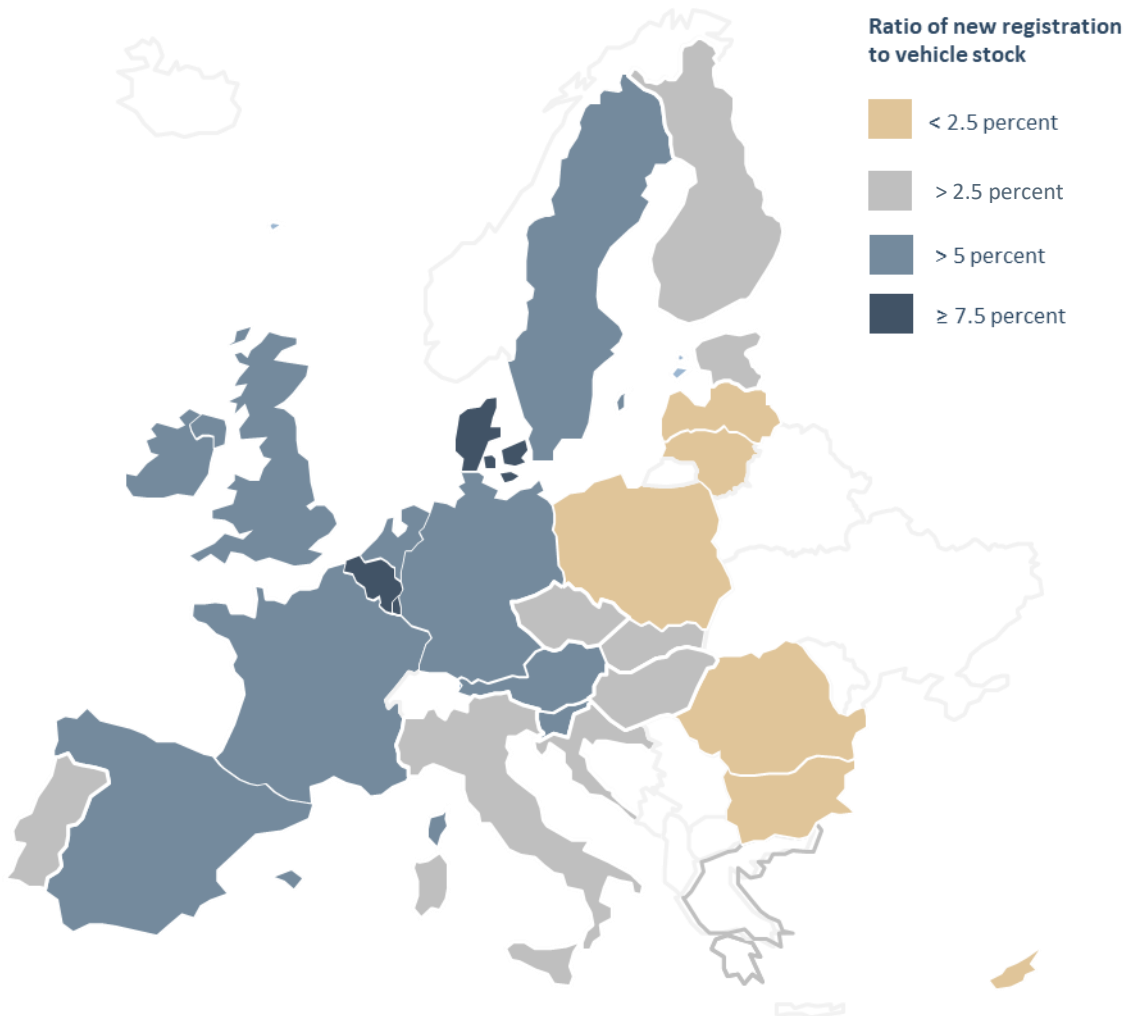 Ratio of new registration
to vehicle stock
< 2.5 percent
> 2.5 percent
> 5 percent
≥ 7.5 percent